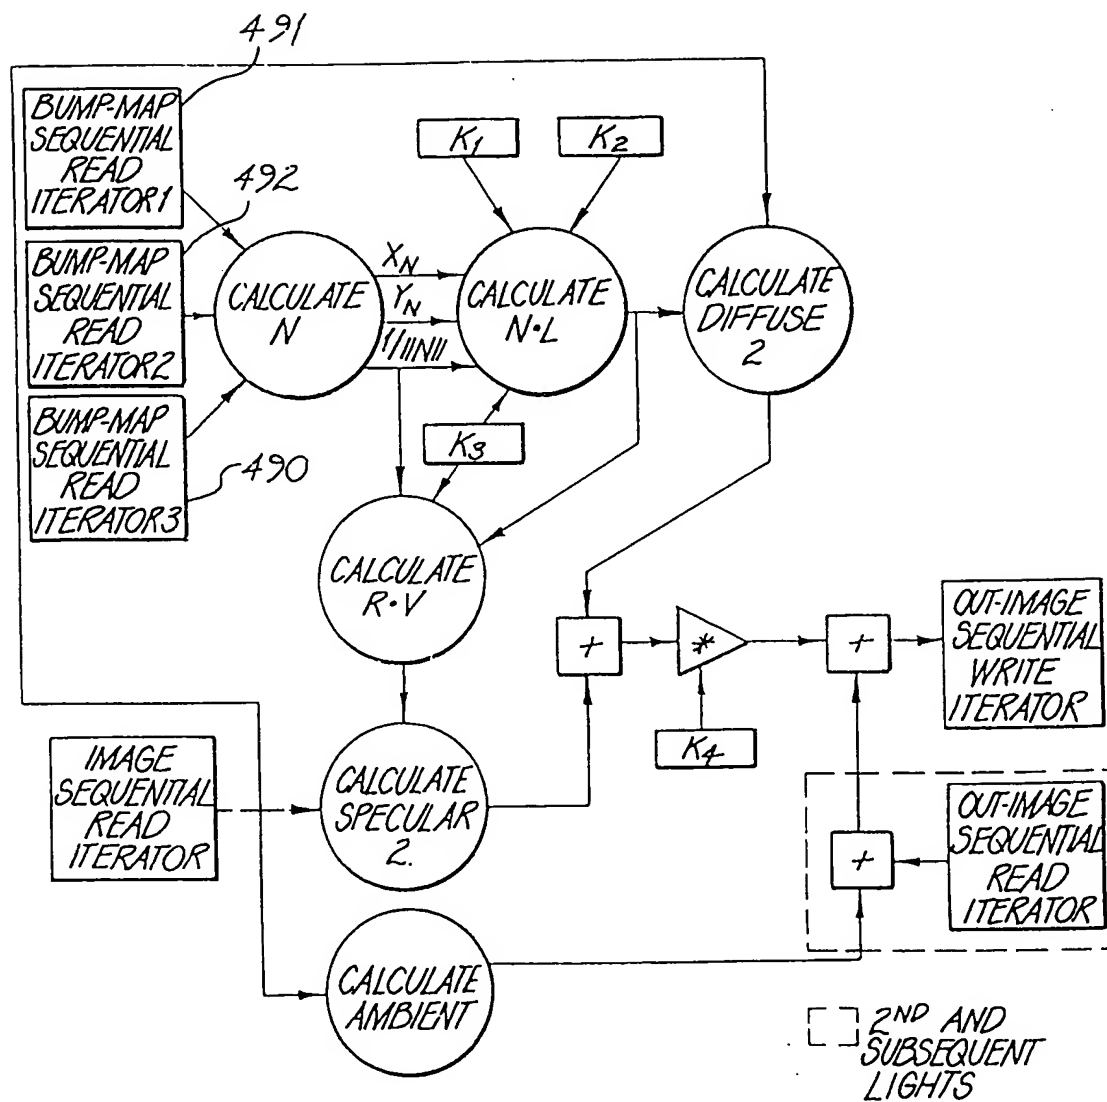 491
BUMP-MAP
SEQUENTIAL
READ
ITERATOR1
492
BUMP-MAP
SEQUENTIAL
READ
ITERATOR2
BUMP-MAP
SEQUENTIAL
READ
ITERATOR3
490
CALCULATE
N
XN
YN
1/||N||
K1
K2
CALCULATE
N•L
CALCULATE
DIFFUSE
2
K3
CALCULATE
R•V
+
*
K4
+
OUT-IMAGE
SEQUENTIAL
WRITE
ITERATOR
IMAGE
SEQUENTIAL
READ
ITERATOR
CALCULATE
SPECULAR
2.
+
OUT-IMAGE
SEQUENTIAL
READ
ITERATOR
CALCULATE
AMBIENT
2ND AND
SUBSEQUENT
LIGHTS